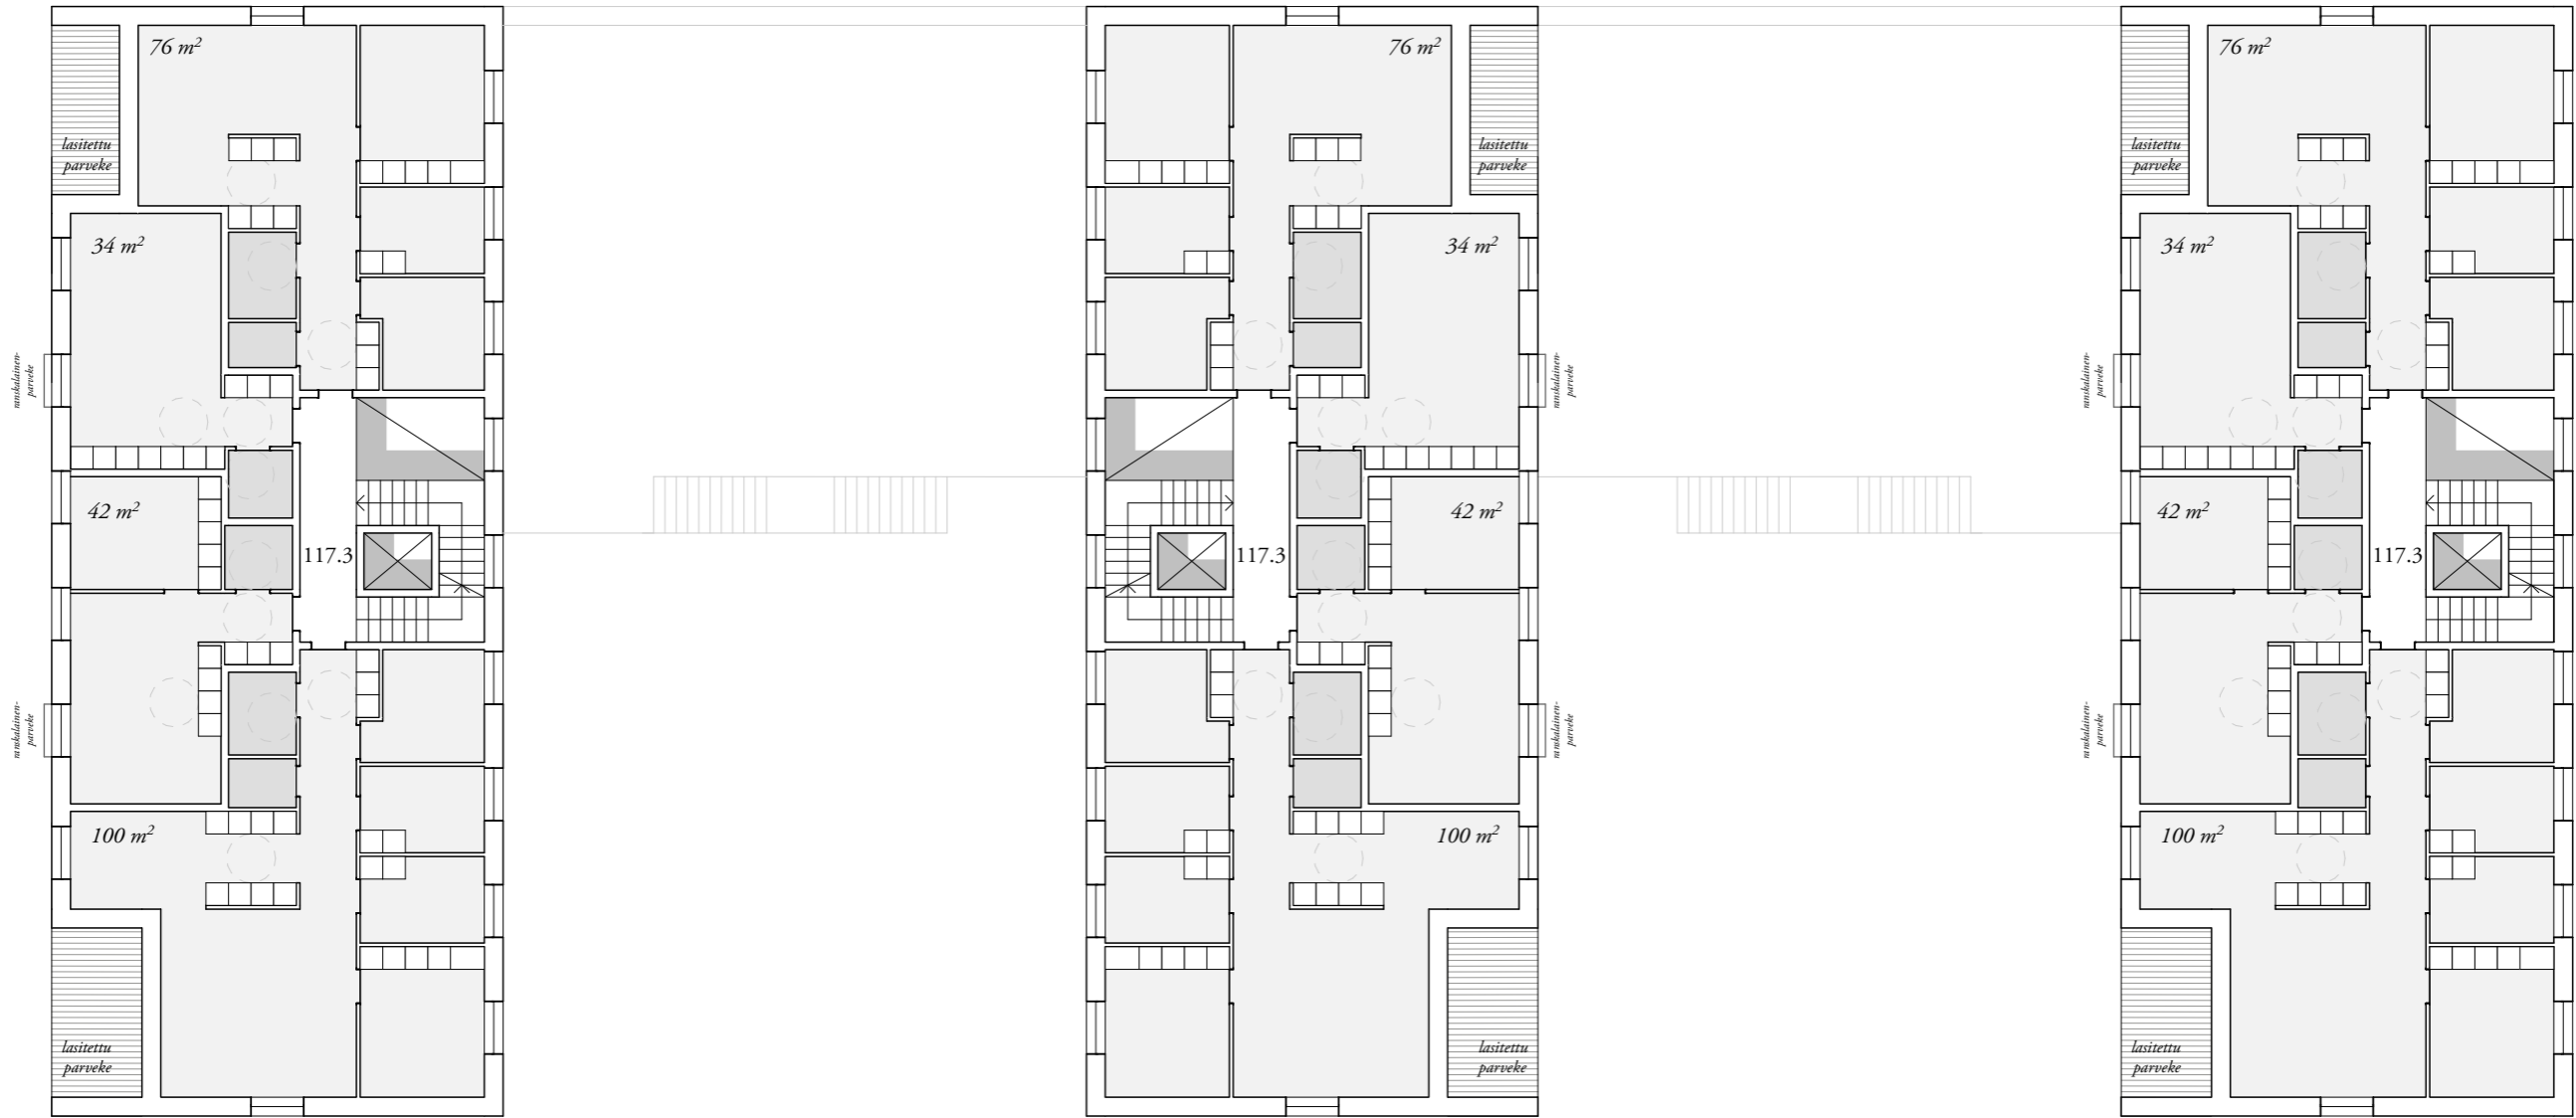 76 m²
lasitettu
parveke
34 m²
ranskalainen-
parveke
42 m²
117.3
ranskalainen-
parveke
100 m²
lasitettu
parveke
76 m²
lasitettu
parveke
34 m²
ranskalainen-
parveke
42 m²
117.3
ranskalainen-
parveke
100 m²
lasitettu
parveke
76 m²
lasitettu
parveke
34 m²
ranskalainen-
parveke
42 m²
117.3
ranskalainen-
parveke
100 m²
lasitettu
parveke